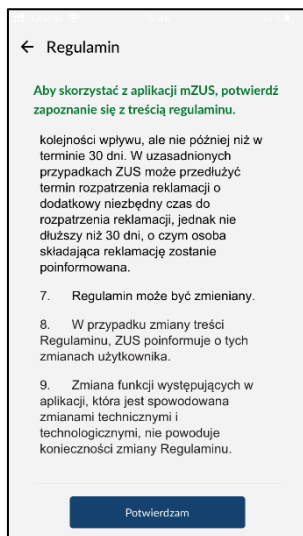 ← Regulamin
Aby skorzystać z aplikacji mZUS, potwierdź
zapoznanie się z treścią regulaminu.
kolejności wpływu, ale nie później niż w
terminie 30 dni. W uzasadnionych
przypadkach ZUS może przedłużyć
termin rozpatrzenia reklamacji o
dodatkowy niezbędny czas do
rozpatrzenia reklamacji, jednak nie
dłuższy niż 30 dni, o czym osoba
składająca reklamację zostanie
poinformowana.
7. Regulamin może być zmieniany.
8. W przypadku zmiany treści
Regulaminu, ZUS poinformuje o tych
zmianach użytkownika.
9. Zmiana funkcji występujących w
aplikacji, która jest spowodowana
zmianami technicznymi i
technologicznymi, nie powoduje
konieczności zmiany Regulaminu.
Potwierdzam